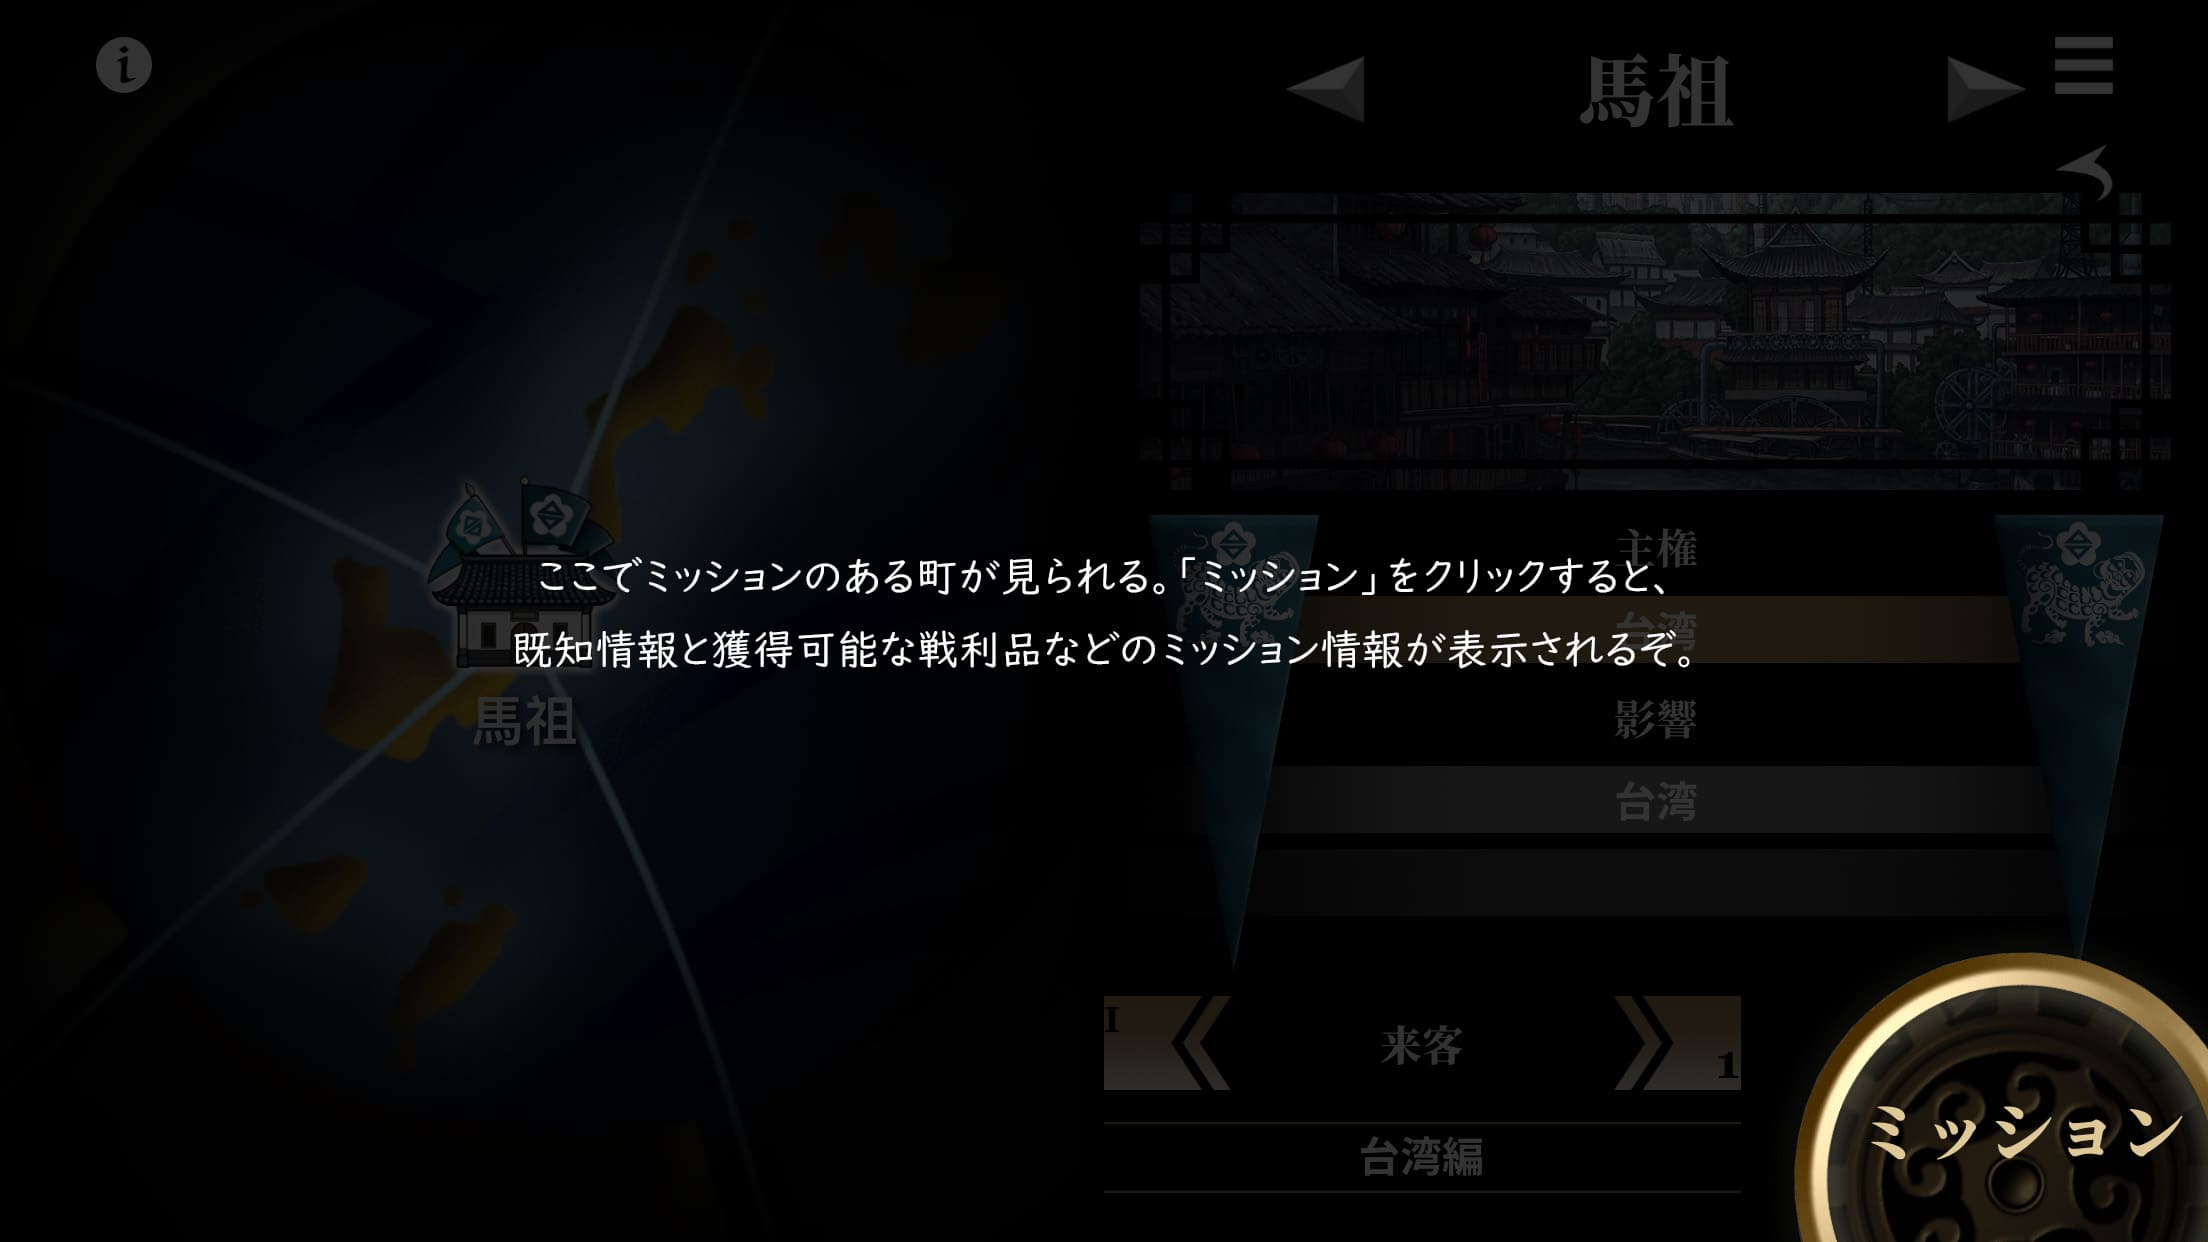 i
馬祖
主権
ここでミッションのある町が見られる。「ミッション」をクリックすると、
台湾
既知情報と獲得可能な戦利品などのミッション情報が表示されるぞ。
馬祖
影響
台湾
I
来客
1
ミッション
台湾編